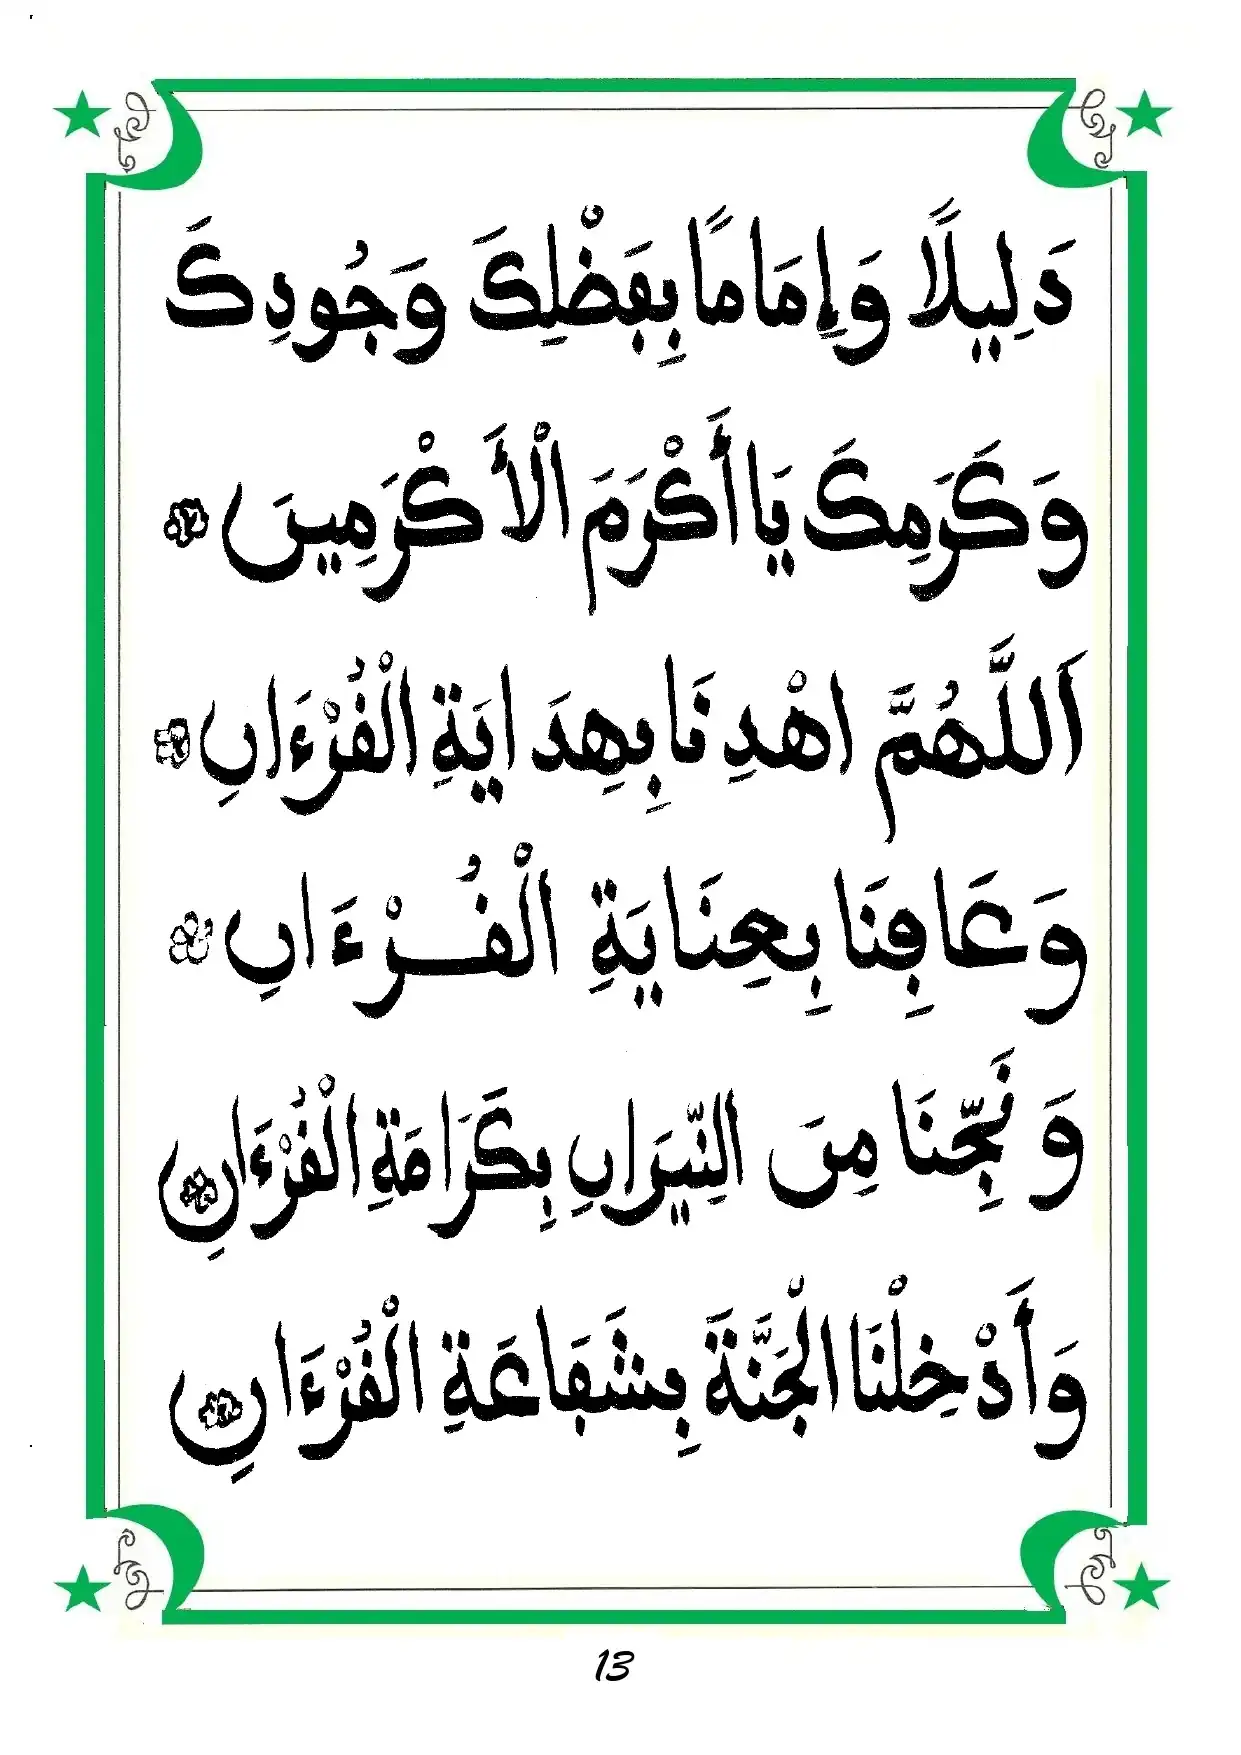 دَلِيلًا وَإِمَامًا بِفَضْلِكَ وَجُودِكَ
وَكَرَمِكَ يَا أَكْرَمَ الْأَكْرَمِينَ
اَللَّهُمَّ اهْدِنَا بِهِدَايَةِ الْقُرْءَانِ
وَعَافِنَا بِعِنَايَةِ الْقُرْءَانِ
وَنَجِّنَا مِنَ النِّيرَانِ بِكَرَامَةِ الْقُرْءَانِ
وَأَدْخِلْنَا الْجَنَّةَ بِشَفَاعَةِ الْقُرْءَانِ
13